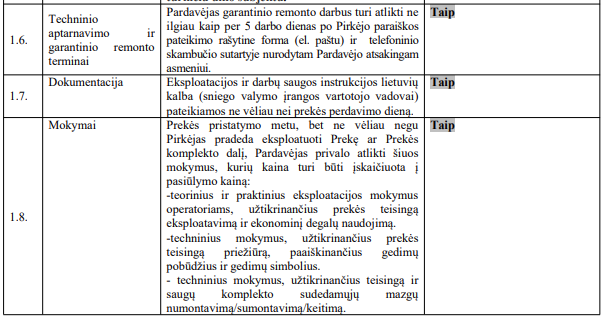 1.6.
Techninio
aptarnavimo ir
garantinio remonto
terminai
Pardavėjas garantinio remonto darbus turi atlikti ne
ilgiau kaip per 5 darbo dienas po Pirkėjo paraiškos
pateikimo rašytine forma (el. paštu) ir telefoninio
skambučio sutartyje nurodytam Pardavėjo atsakingam
asmeniui.
Taip
1.7.
Dokumentacija
Eksploatacijos ir darbų saugos instrukcijos lietuvių
kalba (sniego valymo įrangos vartotojo vadovai)
pateikiamos ne vėliau nei prekės perdavimo dieną.
Taip
1.8.
Mokymai
Prekės pristatymo metu, bet ne vėliau negu
Pirkėjas pradeda eksploatuoti Prekę ar Prekės
komplekto dalį, Pardavėjas privalo atlikti šiuos
mokymus, kurių kaina turi būti įskaičiuota į
pasiūlymo kainą:
-teorinius ir praktinius eksploatacijos mokymus
operatoriams, užtikrinančius prekės teisingą
eksploatavimą ir ekonominį degalų naudojimą.
-techninius mokymus, užtikrinančius prekės
teisingą priežiūrą, paaiškinančius gedimų
pobūdžius ir gedimų simbolius.
- techninius mokymus, užtikrinančius teisingą ir
saugų komplekto sudedamųjų mazgų
numontavimą/sumontavimą/keitimą.
Taip